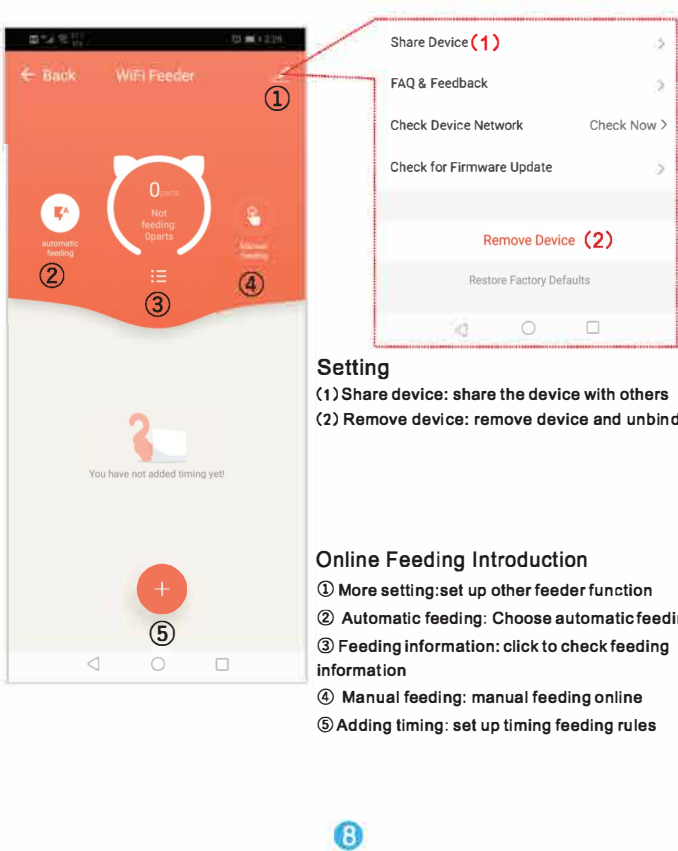 3:28
← Back
WiFi Feeder
①
0parts
Not
feeding:
0parts
automatic
feeding
②
③
Manual
feeding
④
You have not added timing yet!
+
⑤
Share Device (1) >
FAQ & Feedback >
Check Device Network Check Now >
Check for Firmware Update >
Remove Device (2)
Restore Factory Defaults
Setting
(1) Share device: share the device with others
(2) Remove device: remove device and unbind
Online Feeding Introduction
① More setting:set up other feeder function
② Automatic feeding: Choose automatic feedin
③ Feeding information: click to check feeding
information
④ Manual feeding: manual feeding online
⑤ Adding timing: set up timing feeding rules
8